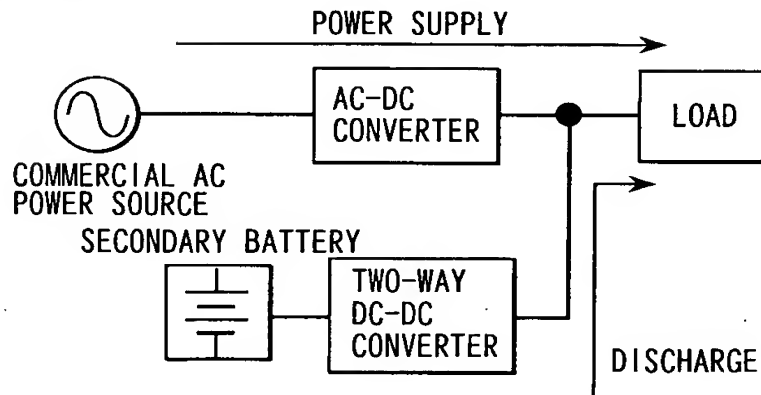 POWER SUPPLY
AC-DC
CONVERTER
LOAD
COMMERCIAL AC
POWER SOURCE
SECONDARY BATTERY
TWO-WAY
DC-DC
CONVERTER
DISCHARGE